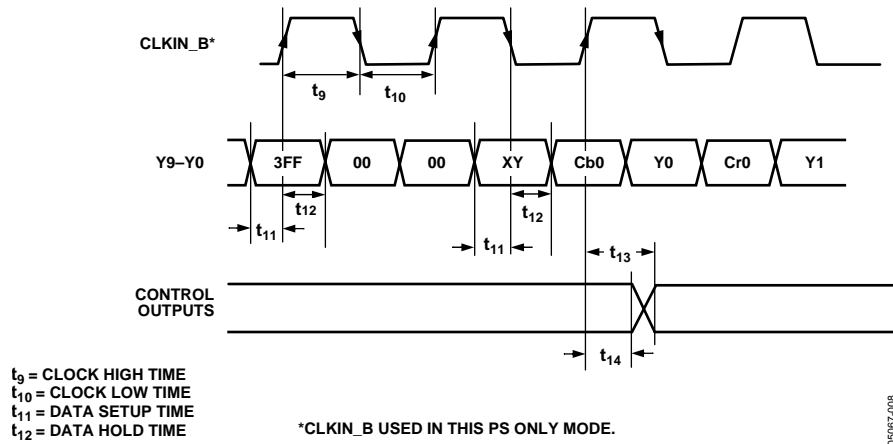 CLKIN_B*
t9
t10
Y9–Y0
3FF
00
00
XY
Cb0
Y0
Cr0
Y1
t12
t12
t11
t11
t13
CONTROL
OUTPUTS
t14
t9 = CLOCK HIGH TIME
t10 = CLOCK LOW TIME
t11 = DATA SETUP TIME
t12 = DATA HOLD TIME
*CLKIN_B USED IN THIS PS ONLY MODE.